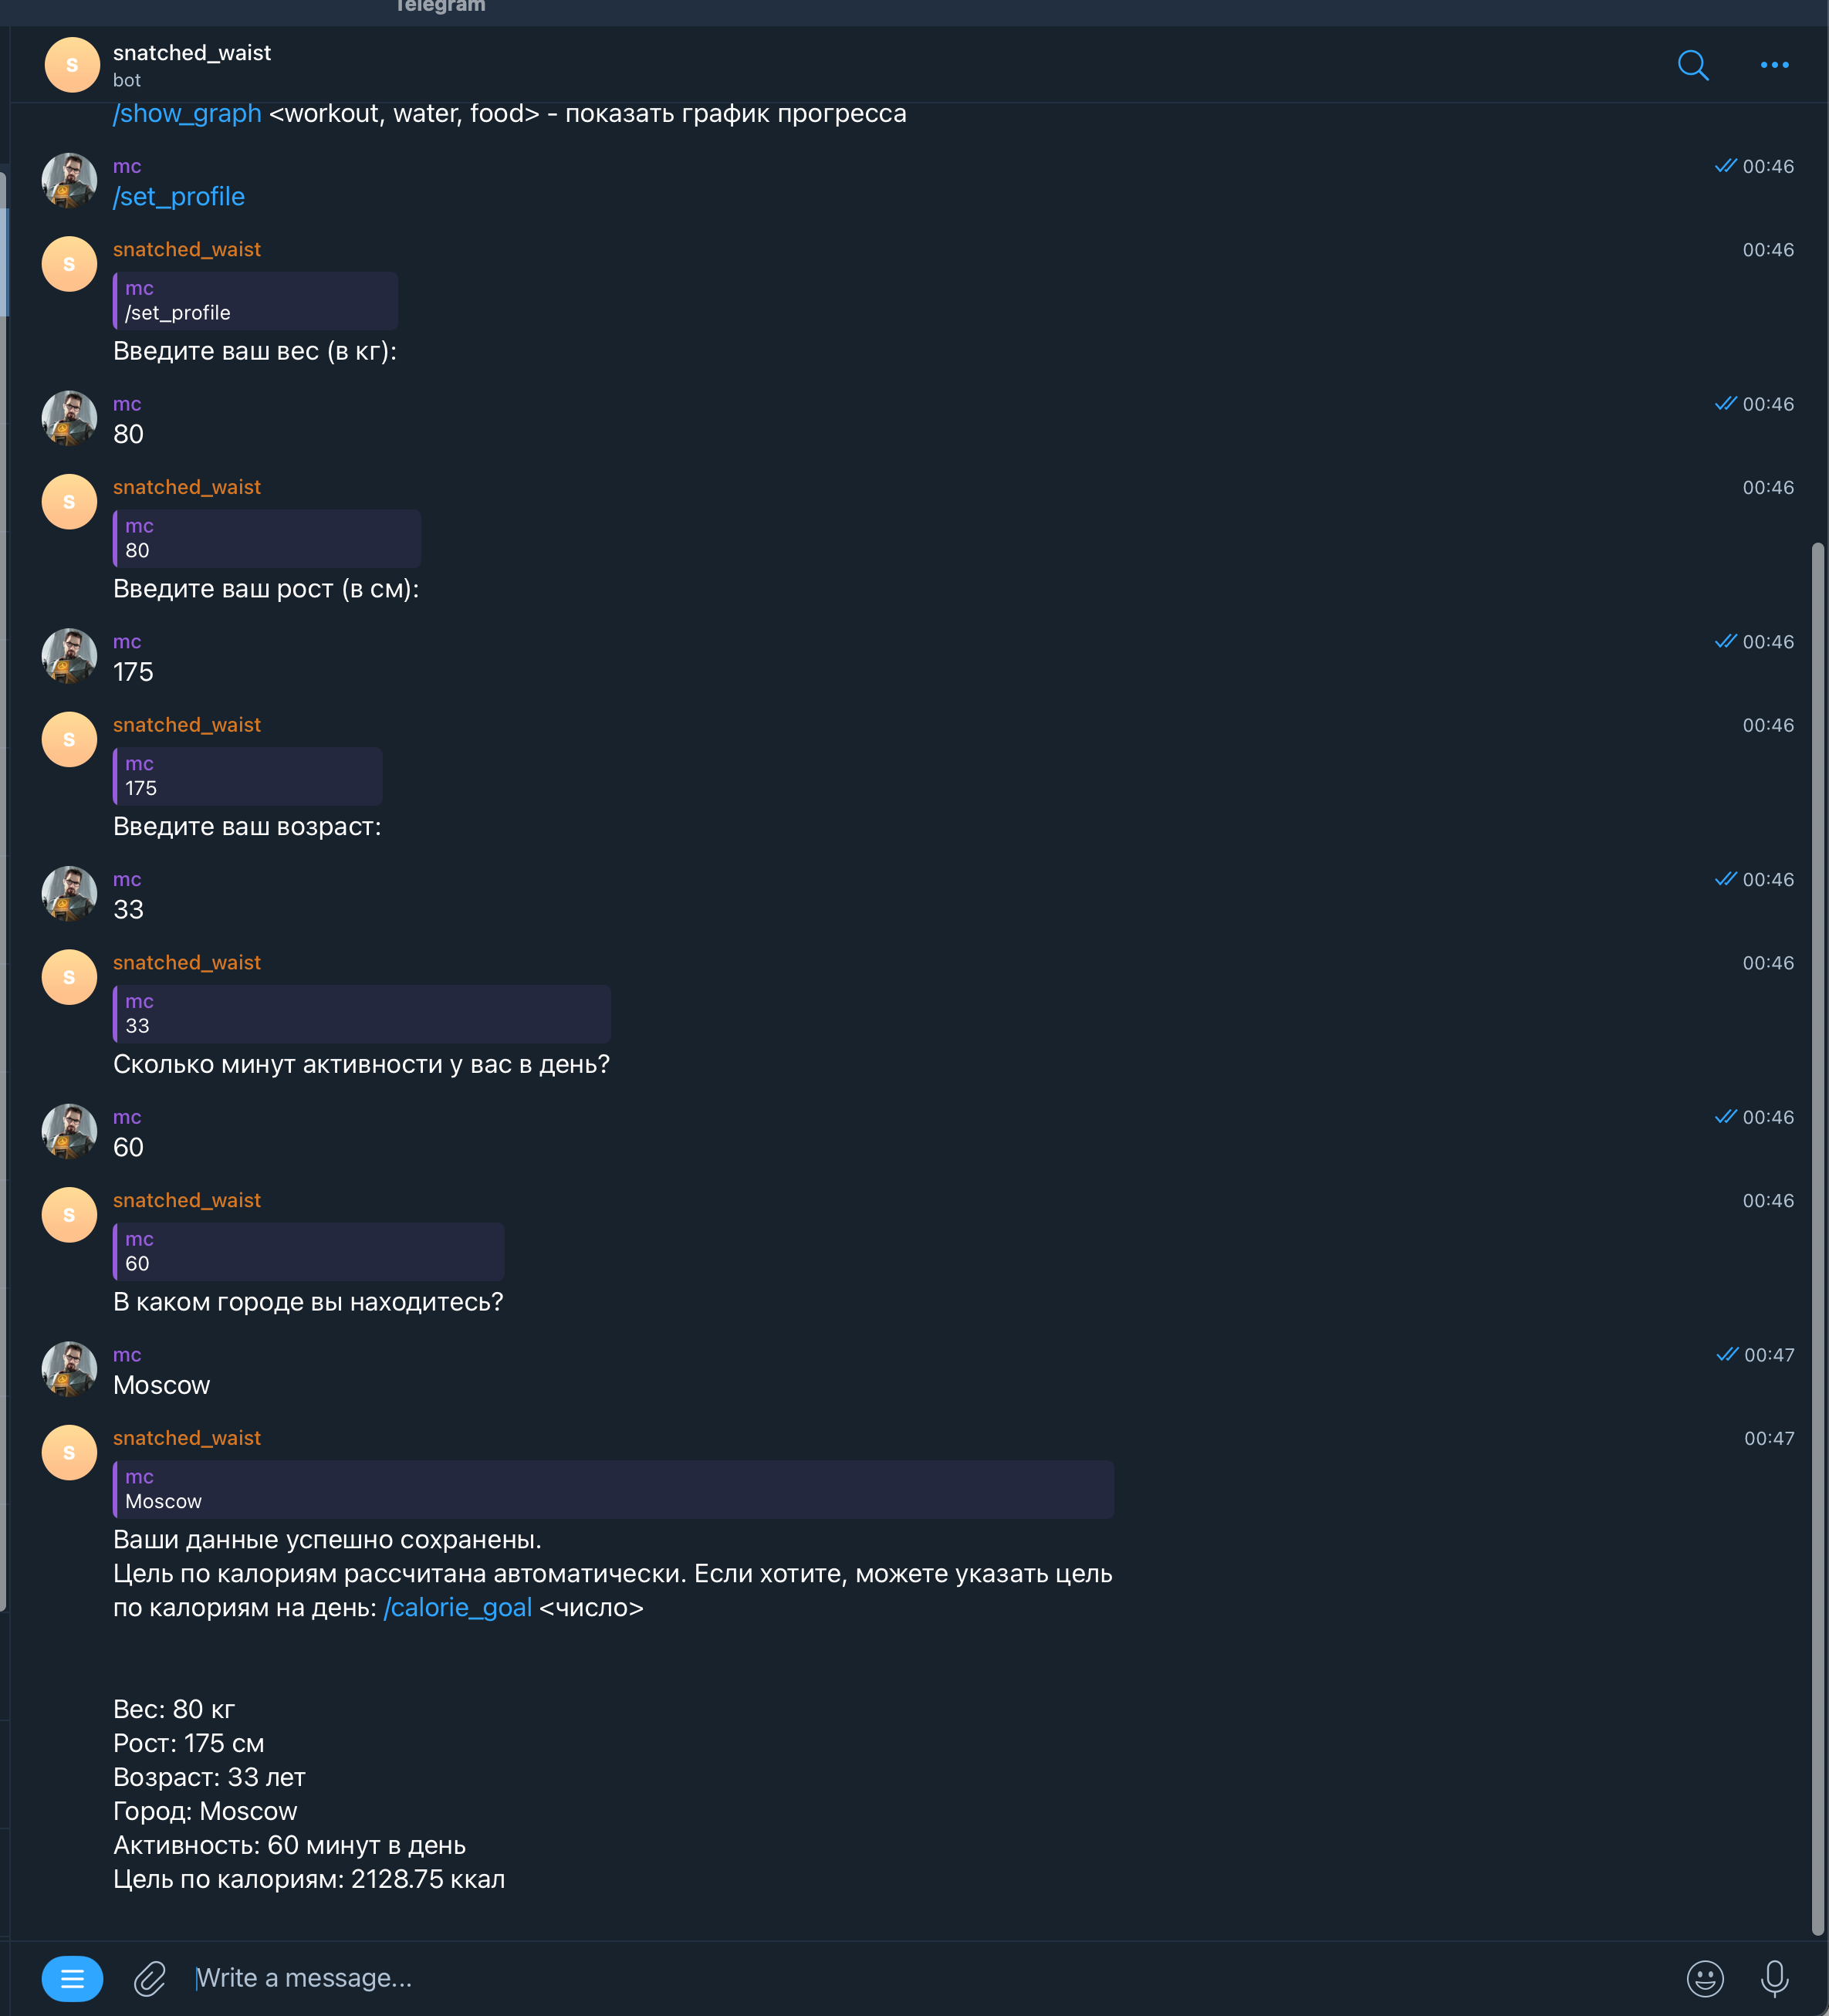 Telegram
S
snatched_waist
bot
/show_graph <workout, water, food> - показать график прогресса
mc
00:46
/set_profile
S
snatched_waist
00:46
mc
/set_profile
Введите ваш вес (в кг):
mc
00:46
80
S
snatched_waist
00:46
mc
80
Введите ваш рост (в см):
mc
00:46
175
S
snatched_waist
00:46
mc
175
Введите ваш возраст:
mc
00:46
33
S
snatched_waist
00:46
mc
33
Сколько минут активности у вас в день?
mc
00:46
60
S
snatched_waist
00:46
mc
60
В каком городе вы находитесь?
mc
00:47
Moscow
S
snatched_waist
00:47
mc
Moscow
Ваши данные успешно сохранены.
Цель по калориям рассчитана автоматически. Если хотите, можете указать цель
по калориям на день: /calorie_goal <число>
Вес: 80 кг
Рост: 175 см
Возраст: 33 лет
Город: Moscow
Активность: 60 минут в день
Цель по калориям: 2128.75 ккал
Write a message...